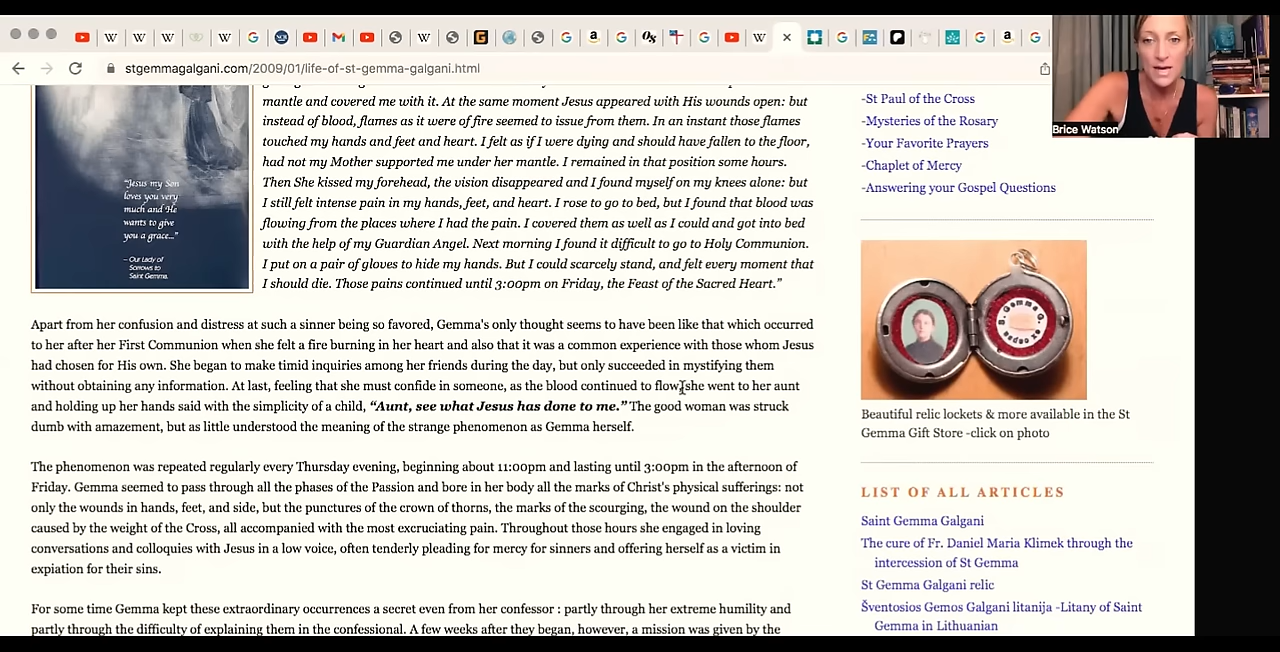 stgemmagalgani.com/2009/01/life-of-st-gemma-galgani.html
Brice Watson
mantle and covered me with it. At the same moment Jesus appeared with His wounds open: but
instead of blood, flames as it were of fire seemed to issue from them. In an instant those flames
touched my hands and feet and heart. I felt as if I were dying and should have fallen to the floor,
had not my Mother supported me under her mantle. I remained in that position some hours.
Then She kissed my forehead, the vision disappeared and I found myself on my knees alone: but
I still felt intense pain in my hands, feet, and heart. I rose to go to bed, but I found that blood was
flowing from the places where I had the pain. I covered them as well as I could and got into bed
with the help of my Guardian Angel. Next morning I found it difficult to go to Holy Communion.
I put on a pair of gloves to hide my hands. But I could scarcely stand, and felt every moment that
I should die. Those pains continued until 3:00pm on Friday, the Feast of the Sacred Heart.”
"Jesus my Son
loves you very
much and He
wants to give
you a grace..."
– Our Lady of
Sorrows to
Saint Gemma.
Apart from her confusion and distress at such a sinner being so favored, Gemma's only thought seems to have been like that which occurred
to her after her First Communion when she felt a fire burning in her heart and also that it was a common experience with those whom Jesus
had chosen for His own. She began to make timid inquiries among her friends during the day, but only succeeded in mystifying them
without obtaining any information. At last, feeling that she must confide in someone, as the blood continued to flow, she went to her aunt
and holding up her hands said with the simplicity of a child, “Aunt, see what Jesus has done to me.” The good woman was struck
dumb with amazement, but as little understood the meaning of the strange phenomenon as Gemma herself.
The phenomenon was repeated regularly every Thursday evening, beginning about 11:00pm and lasting until 3:00pm in the afternoon of
Friday. Gemma seemed to pass through all the phases of the Passion and bore in her body all the marks of Christ's physical sufferings: not
only the wounds in hands, feet, and side, but the punctures of the crown of thorns, the marks of the scourging, the wound on the shoulder
caused by the weight of the Cross, all accompanied with the most excruciating pain. Throughout those hours she engaged in loving
conversations and colloquies with Jesus in a low voice, often tenderly pleading for mercy for sinners and offering herself as a victim in
expiation for their sins.
For some time Gemma kept these extraordinary occurrences a secret even from her confessor : partly through her extreme humility and
partly through the difficulty of explaining them in the confessional. A few weeks after they began, however, a mission was given by the
-St Paul of the Cross
-Mysteries of the Rosary
-Your Favorite Prayers
-Chaplet of Mercy
-Answering your Gospel Questions
Beautiful relic lockets & more available in the St
Gemma Gift Store -click on photo
LIST OF ALL ARTICLES
Saint Gemma Galgani
The cure of Fr. Daniel Maria Klimek through the
intercession of St Gemma
St Gemma Galgani relic
Šventosios Gemos Galgani litanija -Litany of Saint
Gemma in Lithuanian